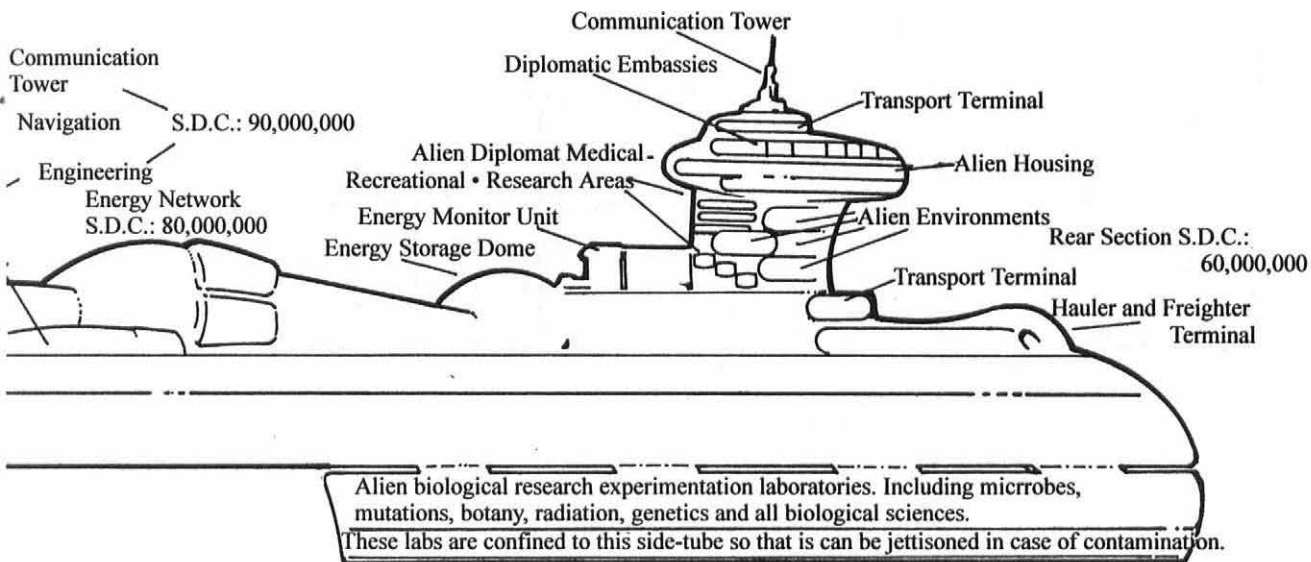 Communication Tower
Communication
Tower
Diplomatic Embassies
Transport Terminal
Navigation
S.D.C.: 90,000,000
Alien Diplomat Medical-
Alien Housing
Engineering
Recreational • Research Areas
Energy Network
S.D.C.: 80,000,000
Energy Monitor Unit
Alien Environments
Energy Storage Dome
Rear Section S.D.C.:
60,000,000
Transport Terminal
Hauler and Freighter
Terminal
Alien biological research experimentation laboratories. Including micrrobes,
mutations, botany, radiation, genetics and all biological sciences.
These labs are confined to this side-tube so that is can be jettisoned in case of contamination.